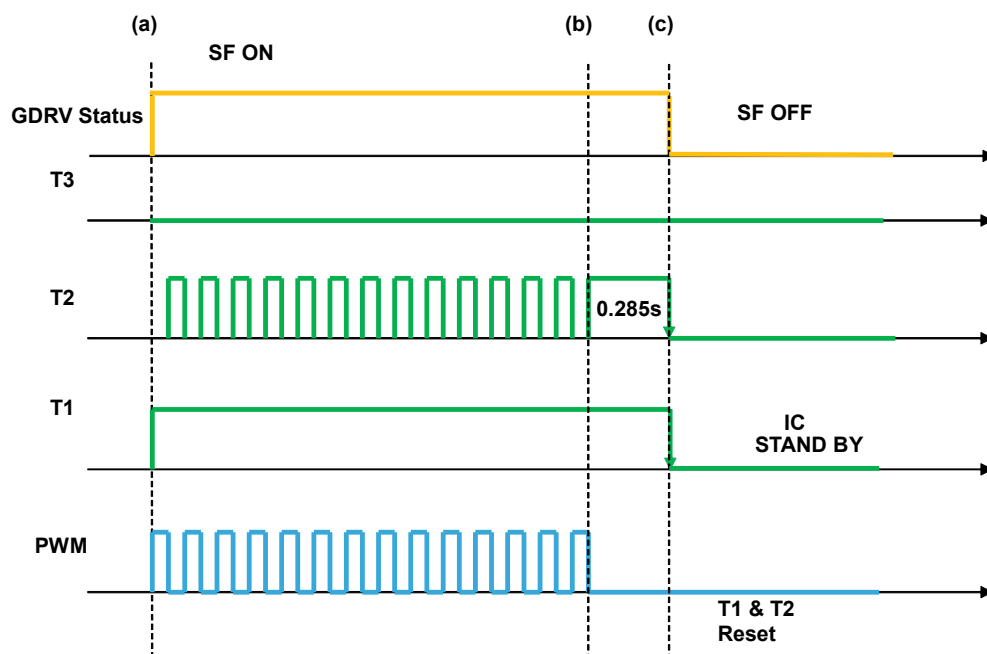 (a)
(b)
(c)
SF ON
GDRV Status
SF OFF
T3
T2
0.285s
T1
IC
STAND BY
PWM
T1 & T2
Reset